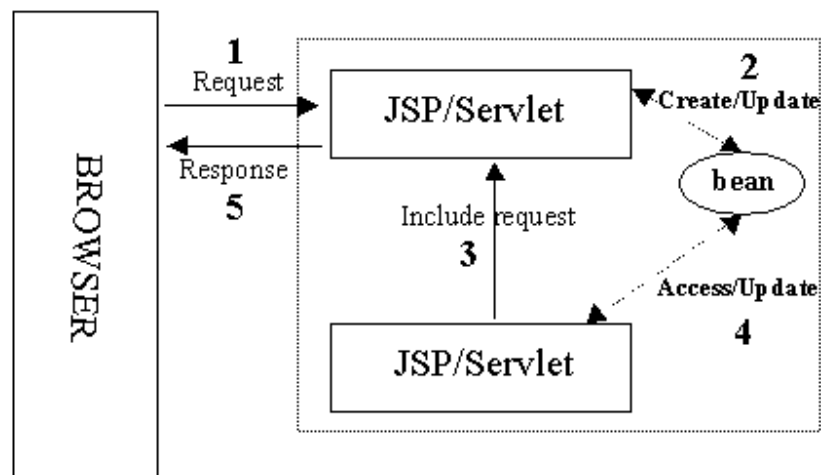 BROWSER
1
Request
Response
5
JSP/Servlet
2
Create/Update
bean
Include request
3
Access/Update
4
JSP/Servlet